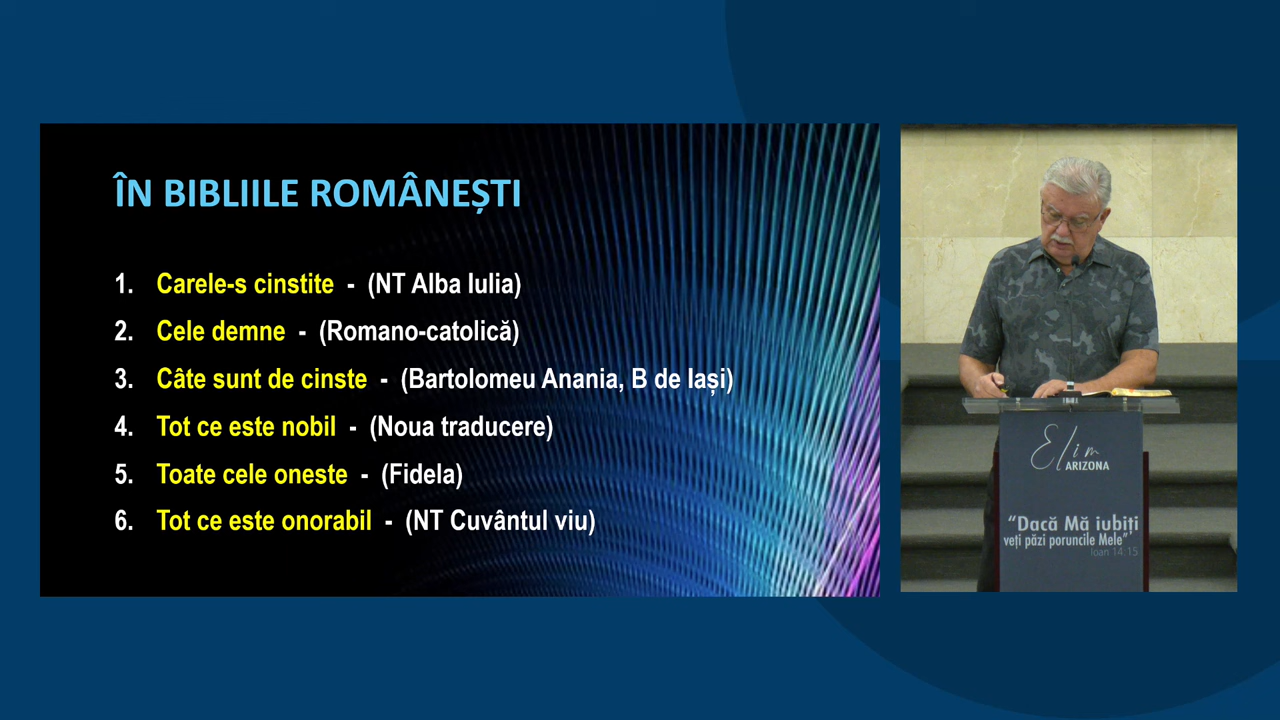 ÎN BIBLIILE ROMÂNEȘTI
1. Carele-s cinstite - (NT Alba Iulia)
2. Cele demne - (Romano-catolică)
3. Câte sunt de cinste - (Bartolomeu Anania, B de Iași)
4. Tot ce este nobil - (Noua traducere)
5. Toate cele oneste - (Fidela)
6. Tot ce este onorabil - (NT Cuvântul viu)
Elim
ARIZONA
“Dacă Mă iubiți
veți păzi poruncile Mele”
Ioan 14:15